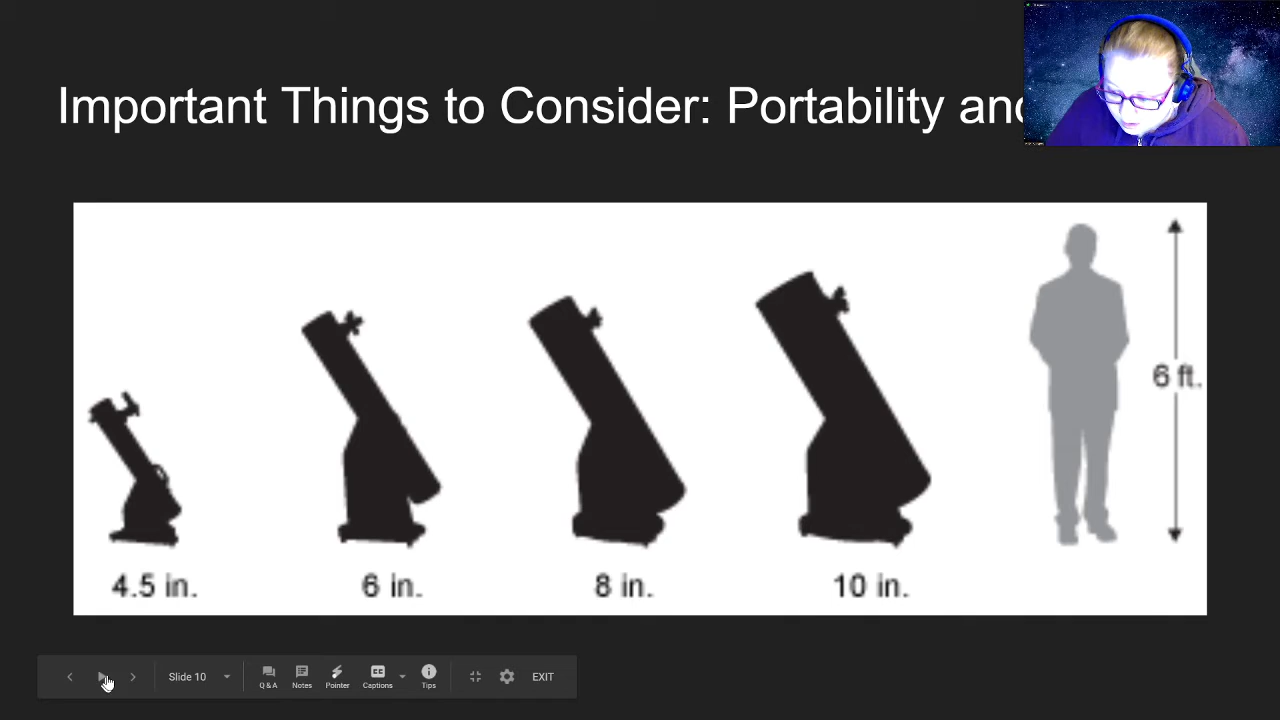 Important Things to Consider: Portability and
6 ft.
4.5 in.
6 in.
8 in.
10 in.
Slide 10
Q & A
Notes
Pointer
CC
Captions
Tips
EXIT